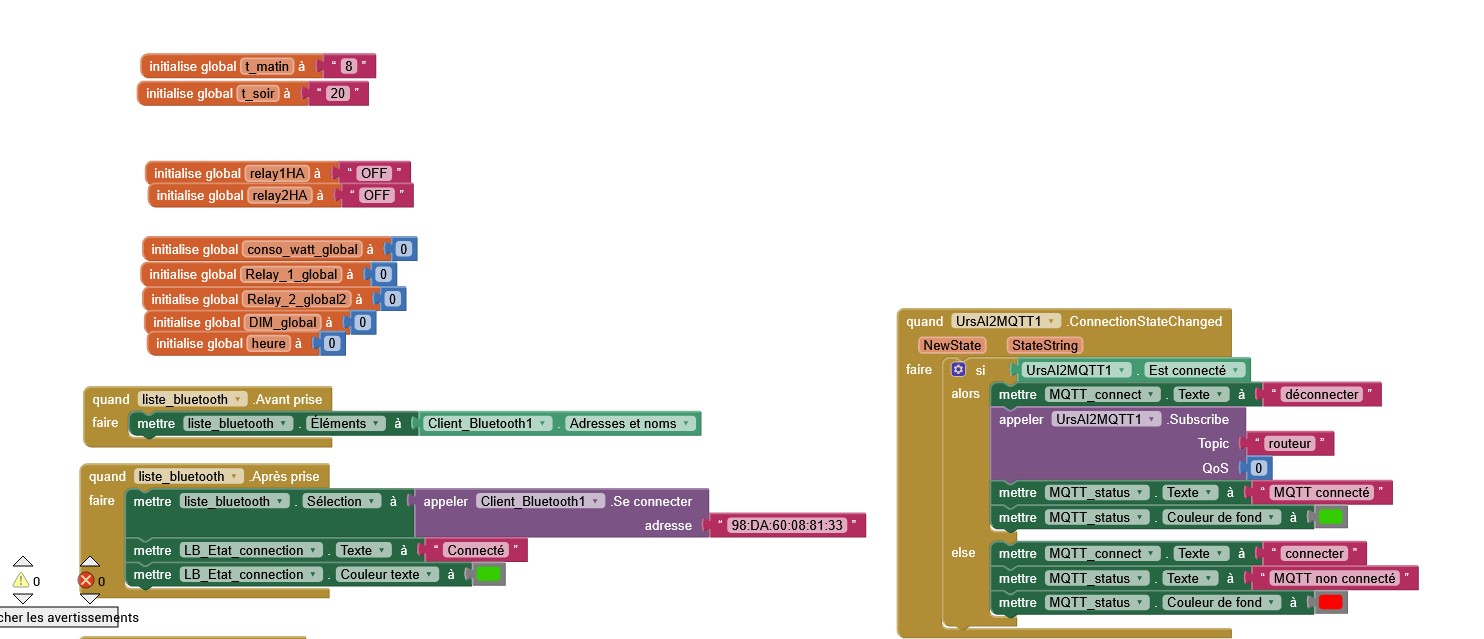 initialise global t_matin à " 8 "
initialise global t_soir à " 20 "
initialise global relay1HA à " OFF "
initialise global relay2HA à " OFF "
initialise global conso_watt_global à 0
initialise global Relay_1_global à 0
initialise global Relay_2_global2 à 0
initialise global DIM_global à 0
initialise global heure à 0
quand liste_bluetooth .Avant prise
faire mettre liste_bluetooth . Éléments à Client_Bluetooth1 . Adresses et noms
quand liste_bluetooth .Après prise
faire mettre liste_bluetooth . Sélection à appeler Client_Bluetooth1 .Se connecter
adresse " 98:DA:60:08:81:33 "
mettre LB_Etat_connection . Texte à " Connecté "
mettre LB_Etat_connection . Couleur texte à
0 0
cher les avertissements
quand UrsAI2MQTT1 .ConnectionStateChanged
NewState StateString
faire si UrsAI2MQTT1 . Est connecté
alors mettre MQTT_connect . Texte à " déconnecter "
appeler UrsAI2MQTT1 .Subscribe
Topic " routeur "
QoS 0
mettre MQTT_status . Texte à " MQTT connecté "
mettre MQTT_status . Couleur de fond à
else mettre MQTT_connect . Texte à " connecter "
mettre MQTT_status . Texte à " MQTT non connecté "
mettre MQTT_status . Couleur de fond à